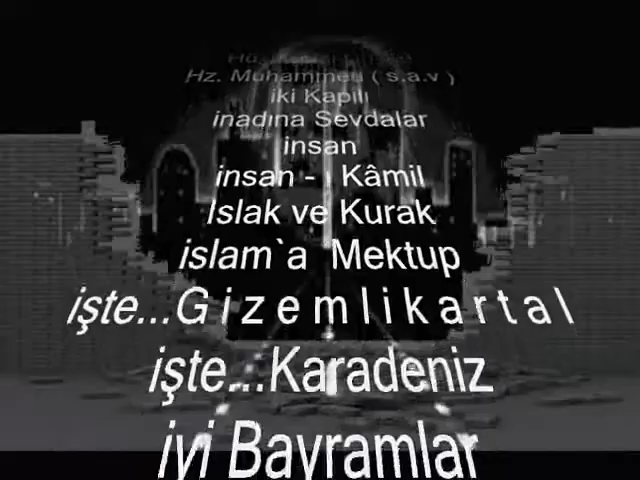 Hz. Muhammed ( s.a.v )
iki Kapılı
inadına Sevdalar
insan
insan - ı Kâmil
Islak ve Kurak
islam`a Mektup
işte...G i z e m l i k a r t a l
işte...Karadeniz
iyi Bayramlar